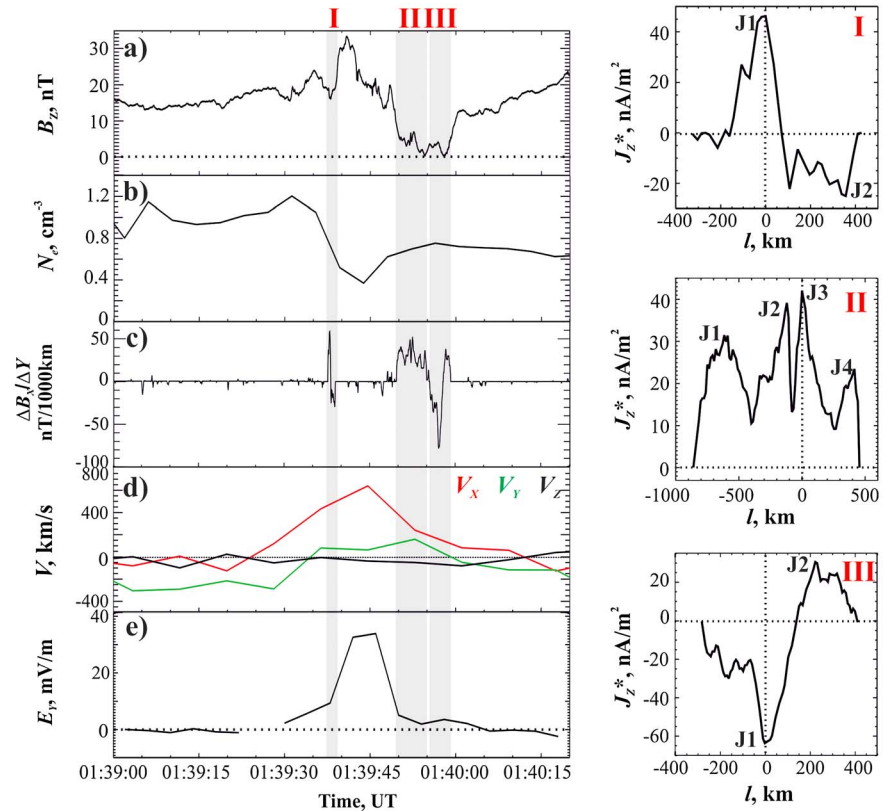 I II III
a)
30
20
10
0
B_Z, nT
b)
1.2
0.8
0.4
0
N_e, cm⁻³
c)
50
0
-50
-100
ΔB_X/ΔY
nT/1000km
d)
V_X V_Y V_Z
800
400
0
-400
V, km/s
e)
40
20
0
E_Y, mV/m
01:39:00 01:39:15 01:39:30 01:39:45 01:40:00 01:40:15
Time, UT
I
J1
J2
40
20
0
-20
J_Z*, nA/m²
-400 -200 0 200 400
l, km
II
J1
J2
J3
J4
40
30
20
10
0
J_Z*, nA/m²
-1000 -500 0 500
l, km
III
J2
J1
20
0
-20
-40
-60
J_Z*, nA/m²
-400 -200 0 200 400
l, km